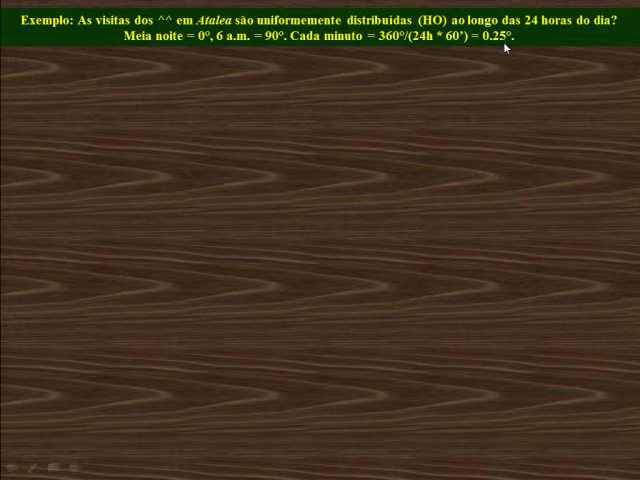 Exemplo: As visitas dos ^^ em Atalea são uniformemente distribuídas (HO) ao longo das 24 horas do dia?
Meia noite = 0°, 6 a.m. = 90°. Cada minuto = 360°/(24h * 60’) = 0.25°.